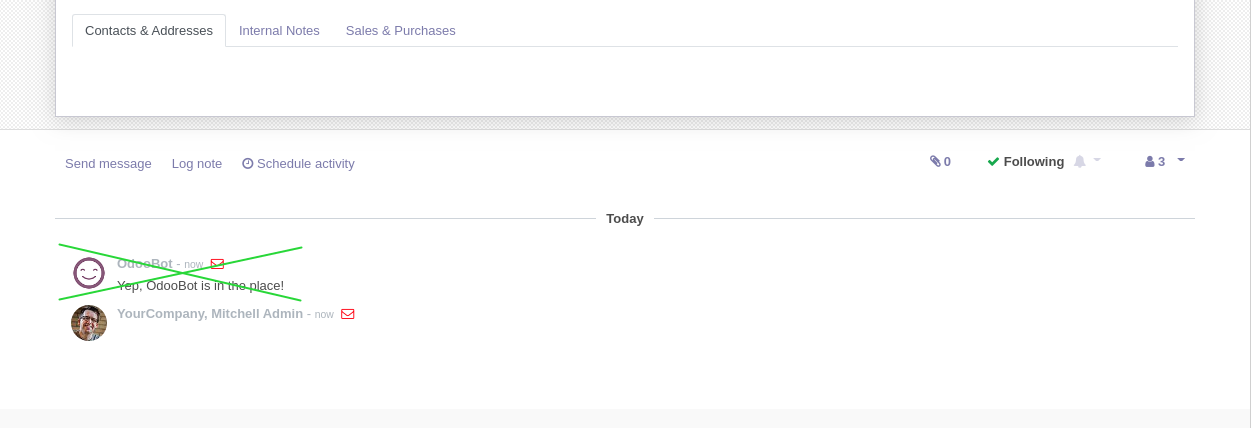 Contacts & Addresses Internal Notes Sales & Purchases
Send message Log note Schedule activity 0 Following 3
Today
OdooBot - now
Yep, OdooBot is in the place!
YourCompany, Mitchell Admin - now